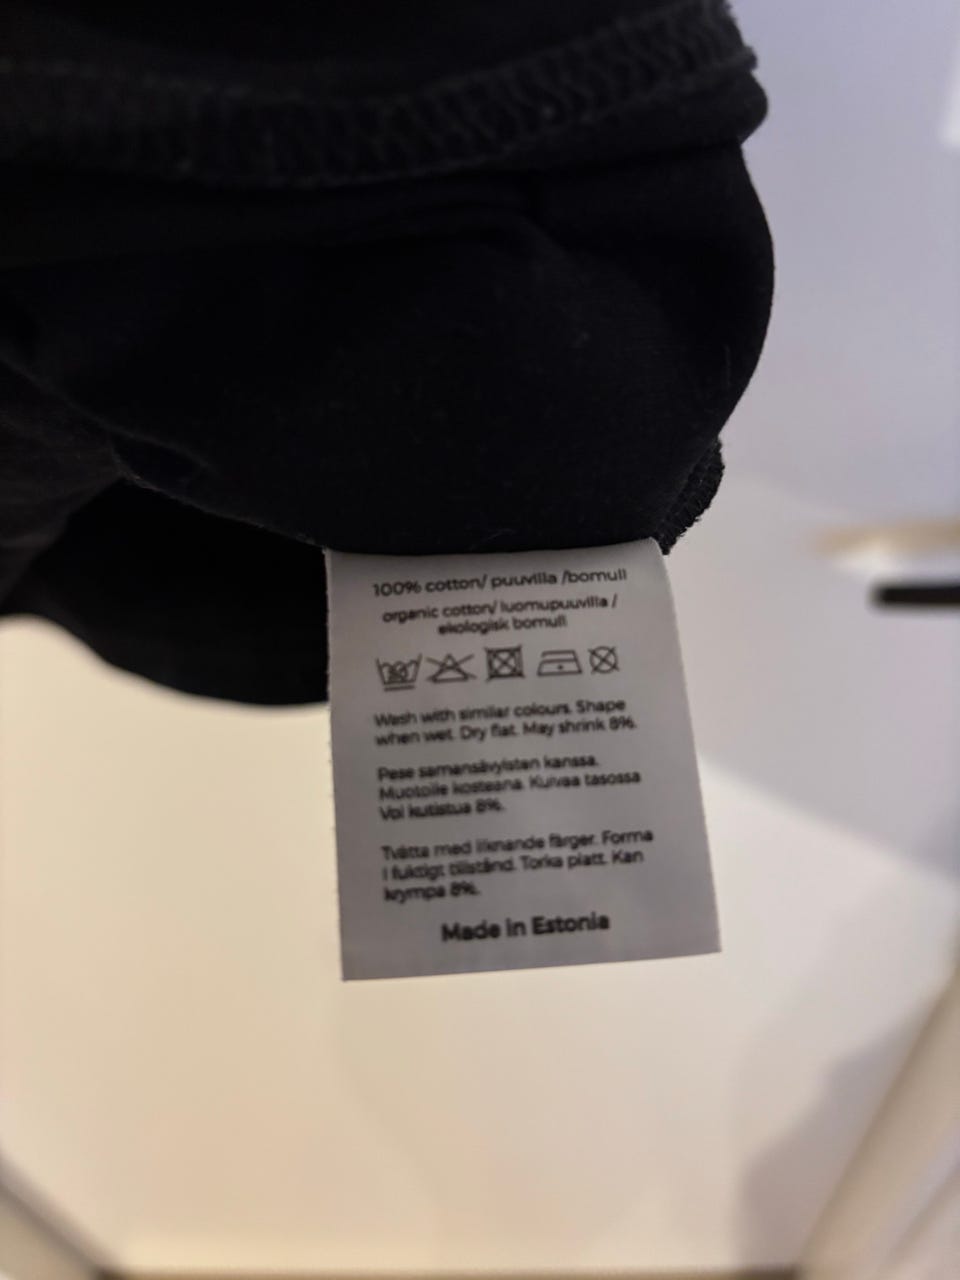 100% cotton/ puuvilla /bomull
organic cotton/ luomupuuvilla /
ekologisk bomull
Wash with similar colours. Shape
when wet. Dry flat. May shrink 8%.
Pese samansävyisten kanssa.
Muotoile kosteana. Kuivaa tasossa
Voi kutistua 8%.
Tvätta med liknande färger. Forma
i fuktigt tillstånd. Torka platt. Kan
krympa 8%.
Made in Estonia